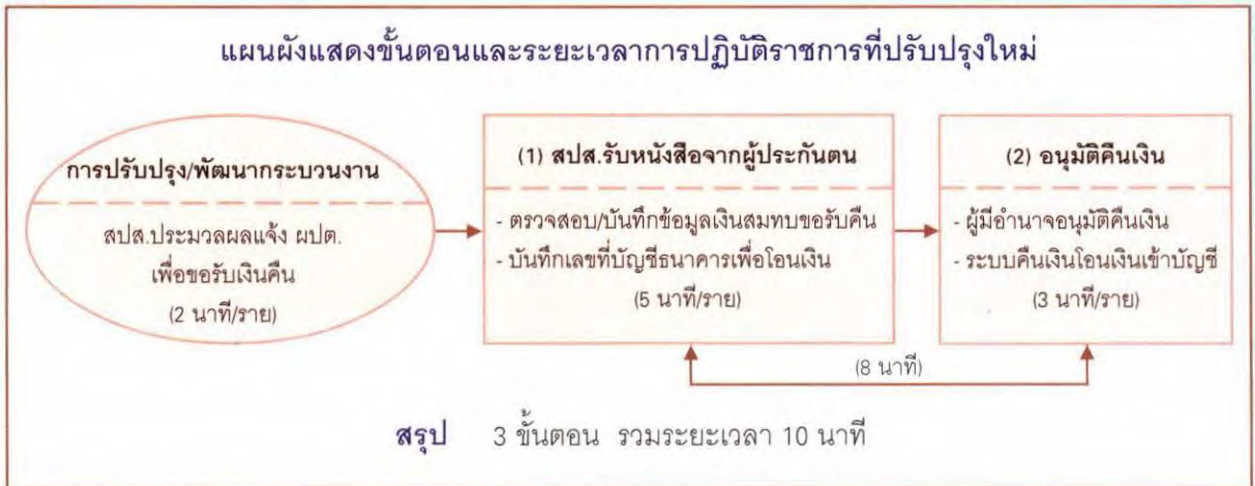 แผนผังแสดงขั้นตอนและระยะเวลาการปฏิบัติราชการที่ปรับปรุงใหม่
การปรับปรุง/พัฒนากระบวนงาน
สปส.ประมวลผลแจ้ง ผปต.
เพื่อขอรับเงินคืน
(2 นาที/ราย)
(1) สปส.รับหนังสือจากผู้ประกันตน
- ตรวจสอบ/บันทึกข้อมูลเงินสมทบขอรับคืน
- บันทึกเลขที่บัญชีธนาคารเพื่อโอนเงิน
(5 นาที/ราย)
(2) อนุมัติคืนเงิน
- ผู้มีอำนาจอนุมัติคืนเงิน
- ระบบคืนเงินโอนเงินเข้าบัญชี
(3 นาที/ราย)
(8 นาที)
สรุป 3 ขั้นตอน รวมระยะเวลา 10 นาที